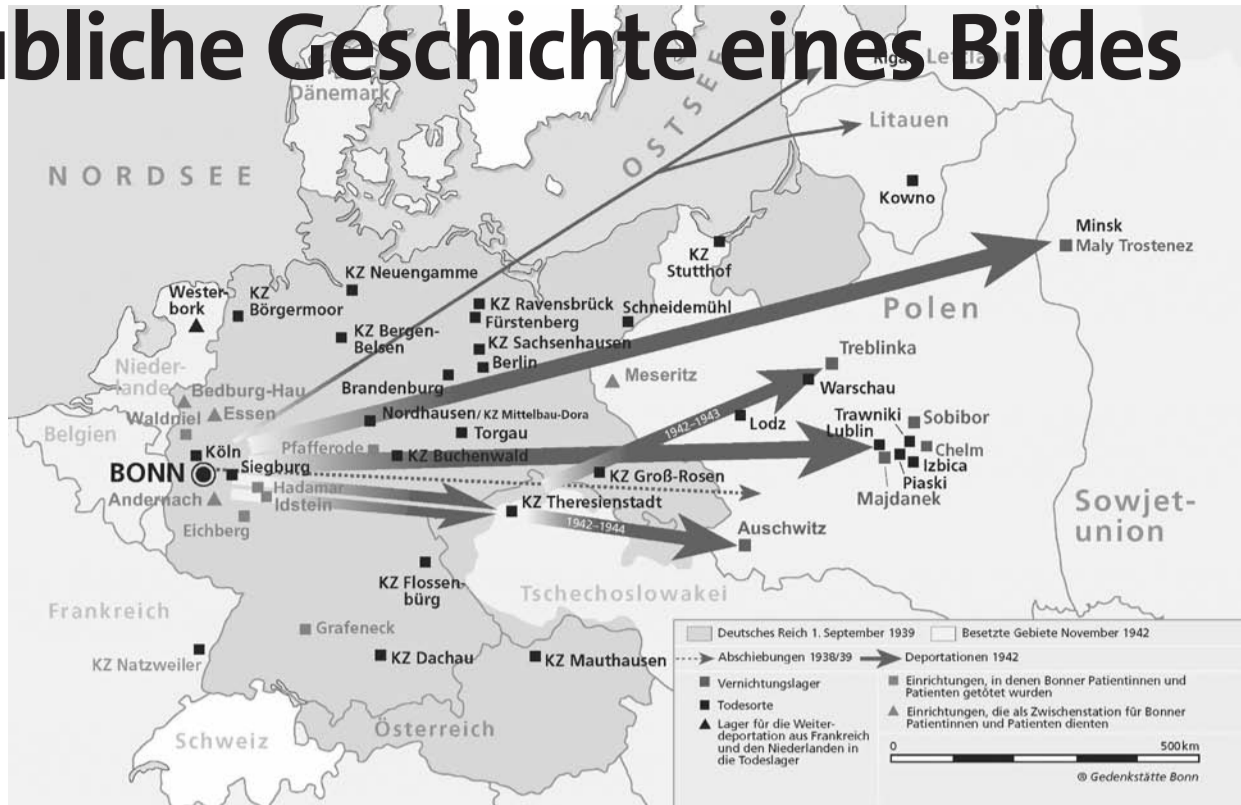 übliche Geschichte eines Bildes
Dänemark
NORDSEE
OSTSEE
Riga
Lettland
Litauen
Kowno
Minsk
Maly Trostenez
KZ
Stutthof
KZ Neuengamme
Wester-
bork
KZ
Börgermoor
KZ Ravensbrück
Fürstenberg
Schneidemühl
Polen
KZ Bergen-
Belsen
KZ Sachsenhausen
Berlin
Treblinka
Nieder-
lande
Bedburg-Hau
Brandenburg
Meseritz
Warschau
Waldniel
Essen
Nordhausen/ KZ Mittelbau-Dora
1942–1943
Lodz
Trawniki
Sobibor
Belgien
Torgau
Lublin
Köln
Pfafferode
KZ Buchenwald
Chelm
BONN
Siegburg
KZ Groß-Rosen
Izbica
Piaski
Andernach
Hadamar
Idstein
KZ Theresienstadt
Majdanek
Sowjet-
union
Eichberg
1942–1944
Auschwitz
KZ Flossen-
bürg
Tschechoslowakei
Frankreich
Grafeneck
KZ Natzweiler
KZ Dachau
KZ Mauthausen
Österreich
Schweiz
Deutsches Reich 1. September 1939
Besetzte Gebiete November 1942
Abschiebungen 1938/39
Deportationen 1942
Vernichtungslager
Todesorte
Lager für die Weiter-
deportation aus Frankreich
und den Niederlanden in
die Todeslager
Einrichtungen, in denen Bonner Patientinnen und
Patienten getötet wurden
Einrichtungen, die als Zwischenstation für Bonner
Patientinnen und Patienten dienten
0 500 km
® Gedenkstätte Bonn